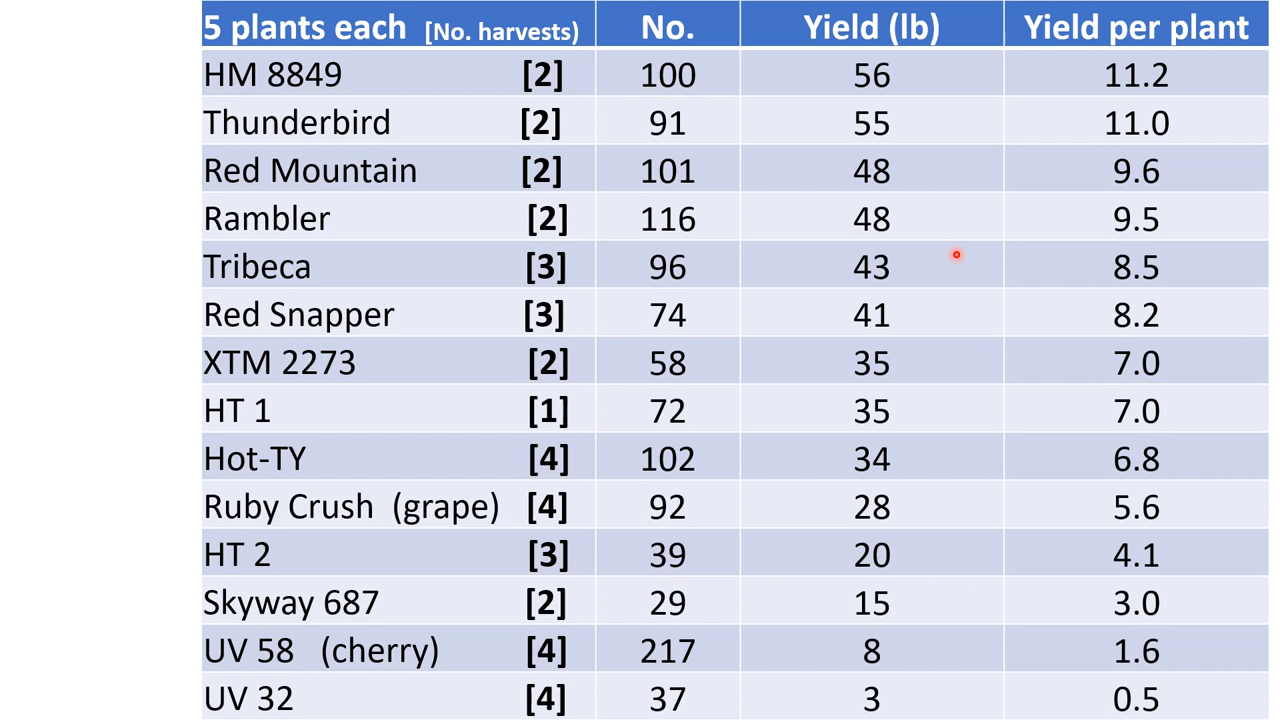 5 plants each [No. harvests) No. Yield (lb) Yield per plant
HM 8849 [2] 100 56 11.2
Thunderbird [2] 91 55 11.0
Red Mountain [2] 101 48 9.6
Rambler [2] 116 48 9.5
Tribeca [3] 96 43 8.5
Red Snapper [3] 74 41 8.2
XTM 2273 [2] 58 35 7.0
HT 1 [1] 72 35 7.0
Hot-TY [4] 102 34 6.8
Ruby Crush (grape) [4] 92 28 5.6
HT 2 [3] 39 20 4.1
Skyway 687 [2] 29 15 3.0
UV 58 (cherry) [4] 217 8 1.6
UV 32 [4] 37 3 0.5